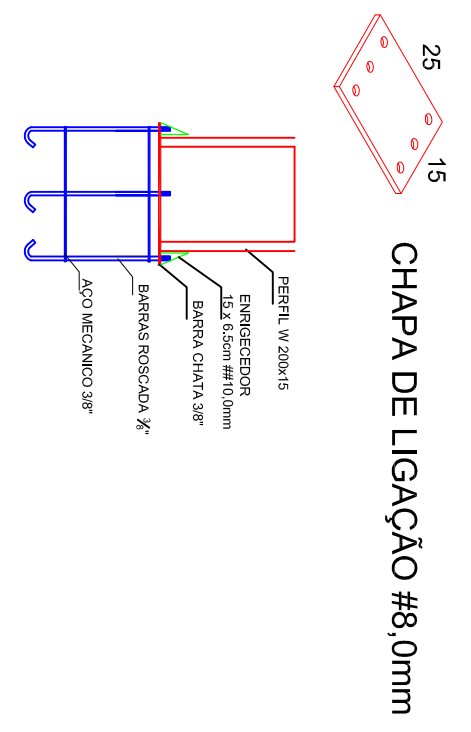 25
15
CHAPA DE LIGAÇÃO #8,0mm
PERFIL W 200x15
ENRIGECEDOR
15 x 6.5cm ##10,0mm
BARRA CHATA 3/8"
BARRAS ROSCADA ⅜"
AÇO MECANICO 3/8"